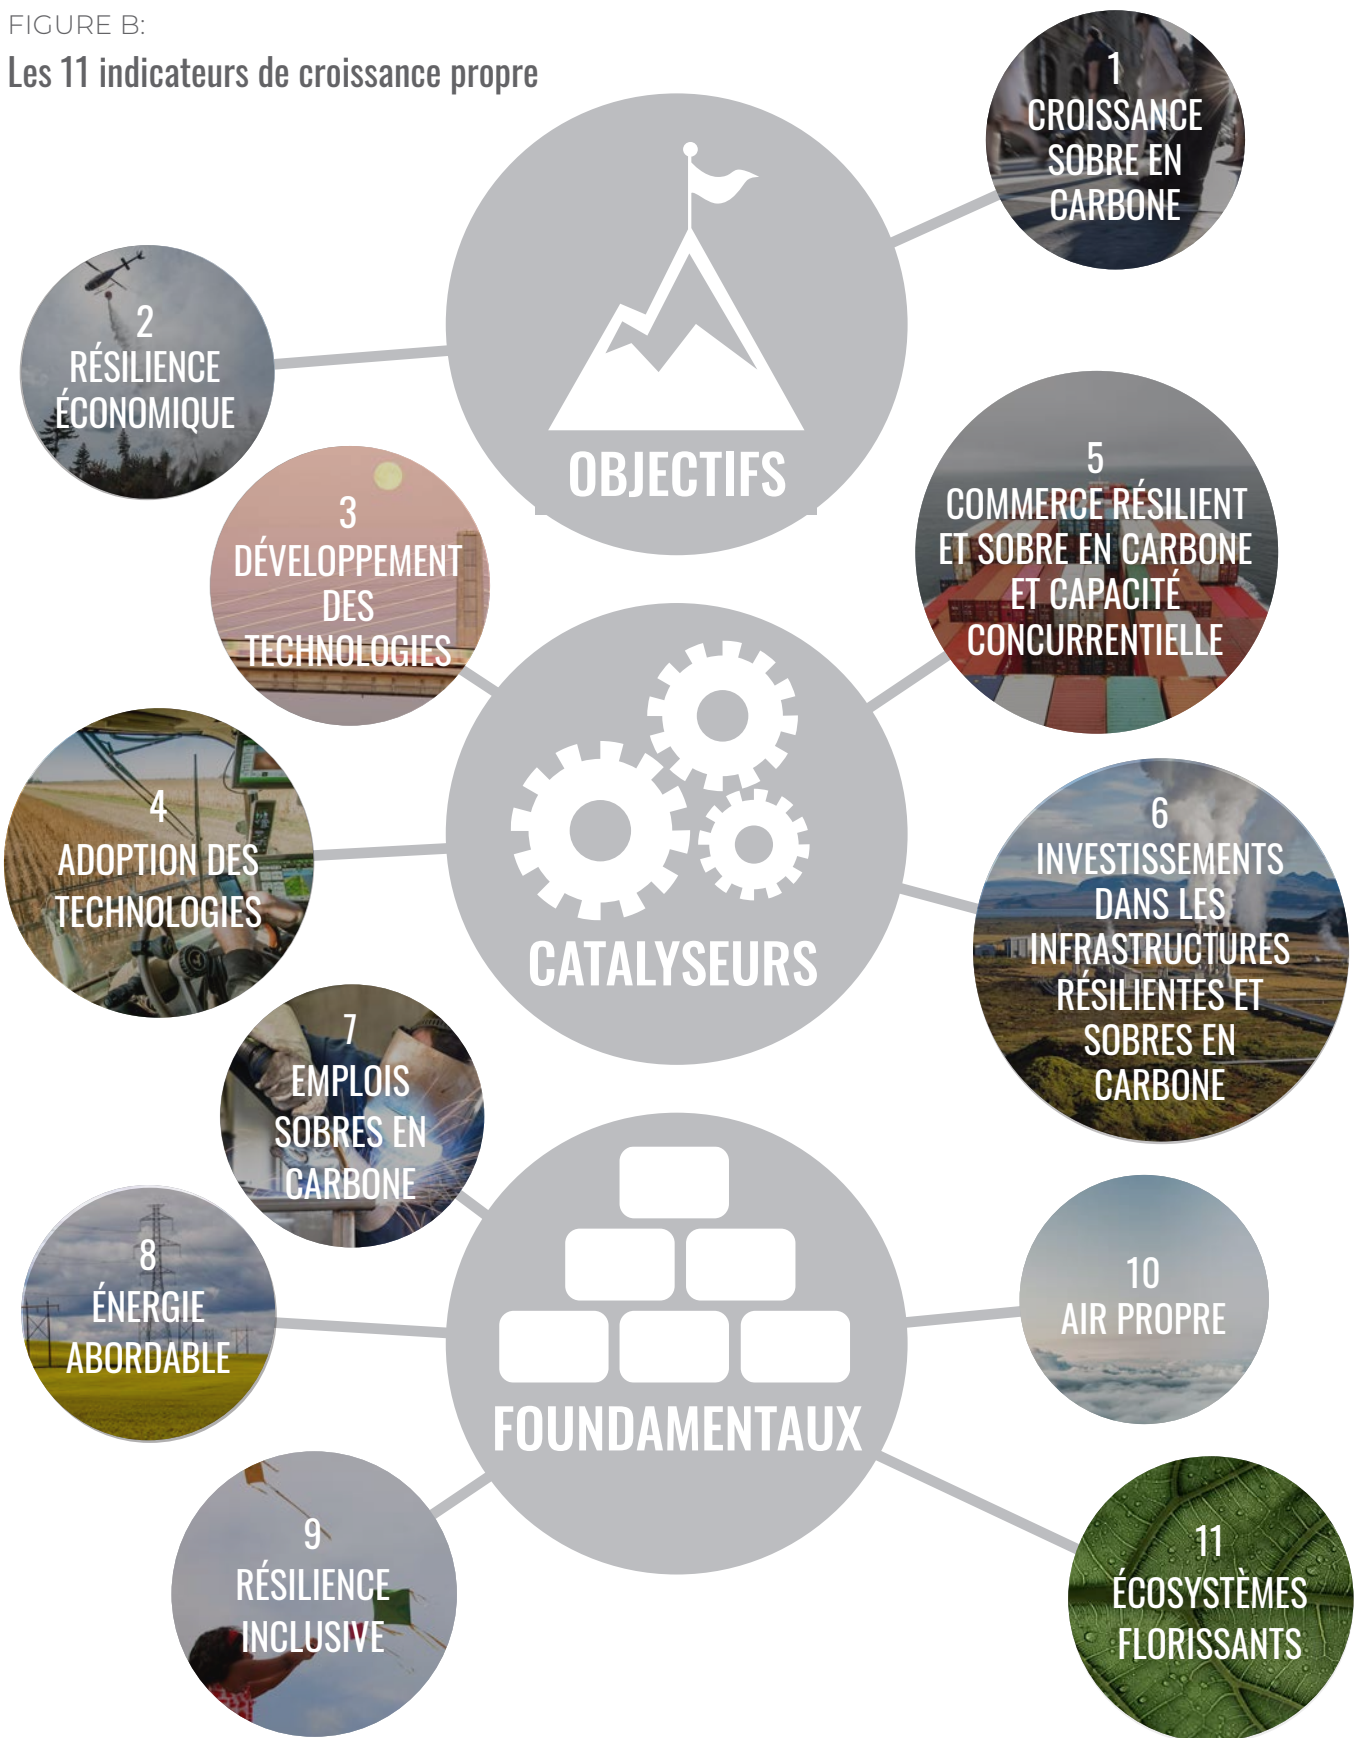 FIGURE B:
Les 11 indicateurs de croissance propre
1
CROISSANCE
SOBRE EN
CARBONE
2
RÉSILIENCE
ÉCONOMIQUE
OBJECTIFS
3
DÉVELOPPEMENT
DES
TECHNOLOGIES
5
COMMERCE RÉSILIENT
ET SOBRE EN CARBONE
ET CAPACITÉ
CONCURRENTIELLE
4
ADOPTION DES
TECHNOLOGIES
CATALYSEURS
6
INVESTISSEMENTS
DANS LES
INFRASTRUCTURES
RÉSILIENTES ET
SOBRES EN
CARBONE
7
EMPLOIS
SOBRES EN
CARBONE
8
ÉNERGIE
ABORDABLE
FOUNDAMENTAUX
10
AIR PROPRE
9
RÉSILIENCE
INCLUSIVE
11
ÉCOSYSTÈMES
FLORISSANTS